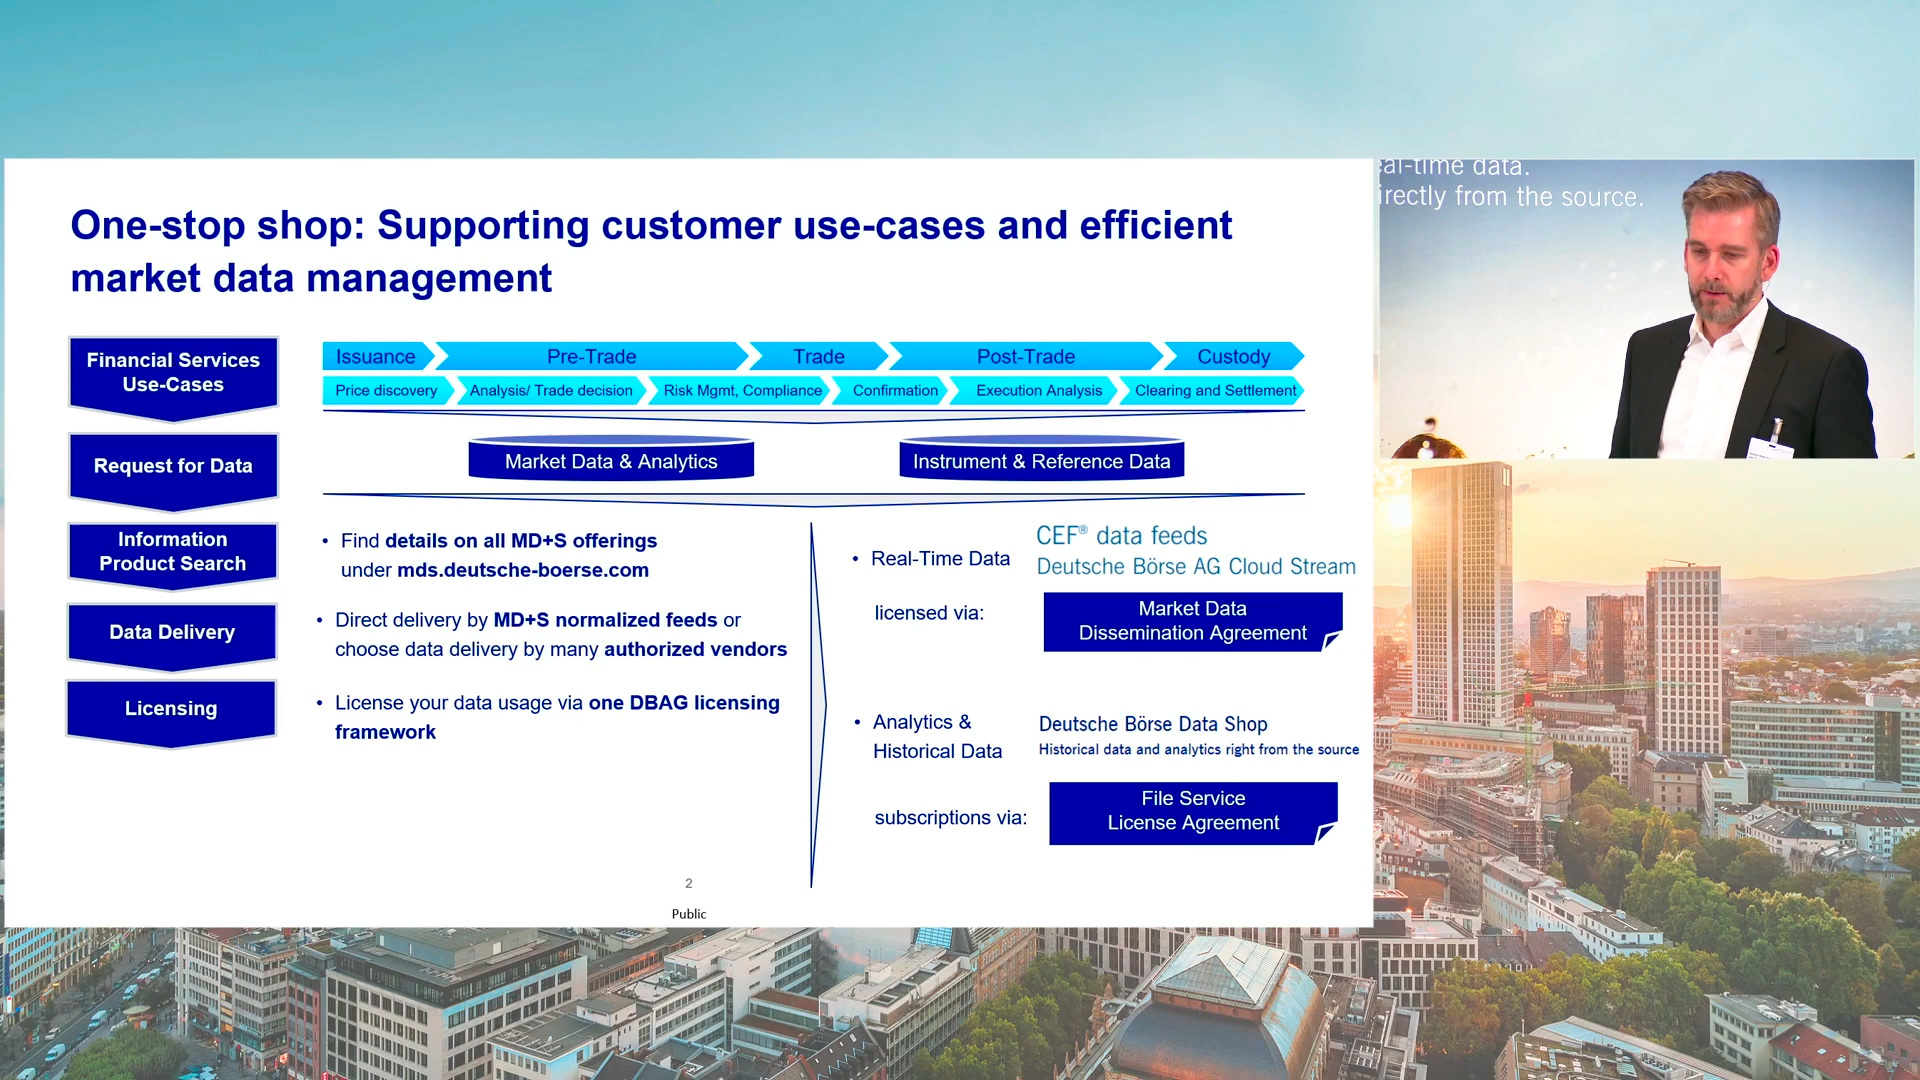 One-stop shop: Supporting customer use-cases and efficient
market data management
Financial Services
Use-Cases
Issuance
Pre-Trade
Trade
Post-Trade
Custody
Price discovery
Analysis/ Trade decision
Risk Mgmt, Compliance
Confirmation
Execution Analysis
Clearing and Settlement
Request for Data
Market Data & Analytics
Instrument & Reference Data
Information
Product Search
• Find details on all MD+S offerings
under mds.deutsche-boerse.com
Data Delivery
• Direct delivery by MD+S normalized feeds or
choose data delivery by many authorized vendors
Licensing
• License your data usage via one DBAG licensing
framework
• Real-Time Data
CEF® data feeds
Deutsche Börse AG Cloud Stream
licensed via:
Market Data
Dissemination Agreement
• Analytics &
Historical Data
Deutsche Börse Data Shop
Historical data and analytics right from the source
subscriptions via:
File Service
License Agreement
2
Public
eal-time data.
irectly from the source.